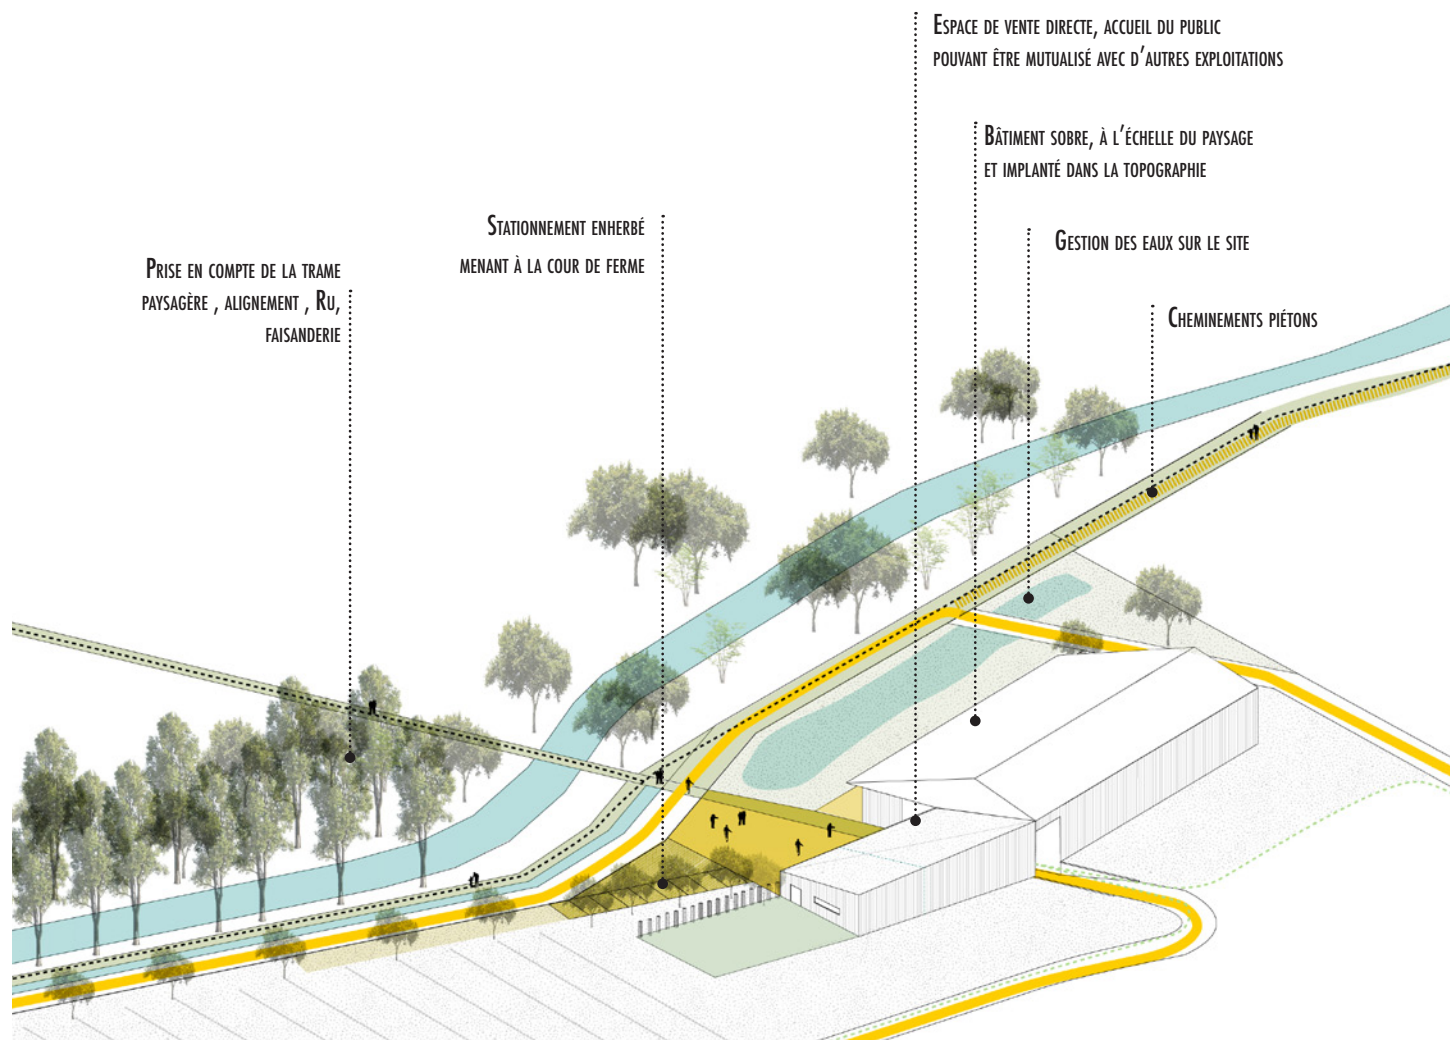 Espace de vente directe, accueil du public
pouvant être mutualisé avec d'autres exploitations
Bâtiment sobre, à l'échelle du paysage
et implanté dans la topographie
Stationnement enherbé
menant à la cour de ferme
Gestion des eaux sur le site
Prise en compte de la trame
paysagère , alignement , Ru,
faisanderie
Cheminements piétons